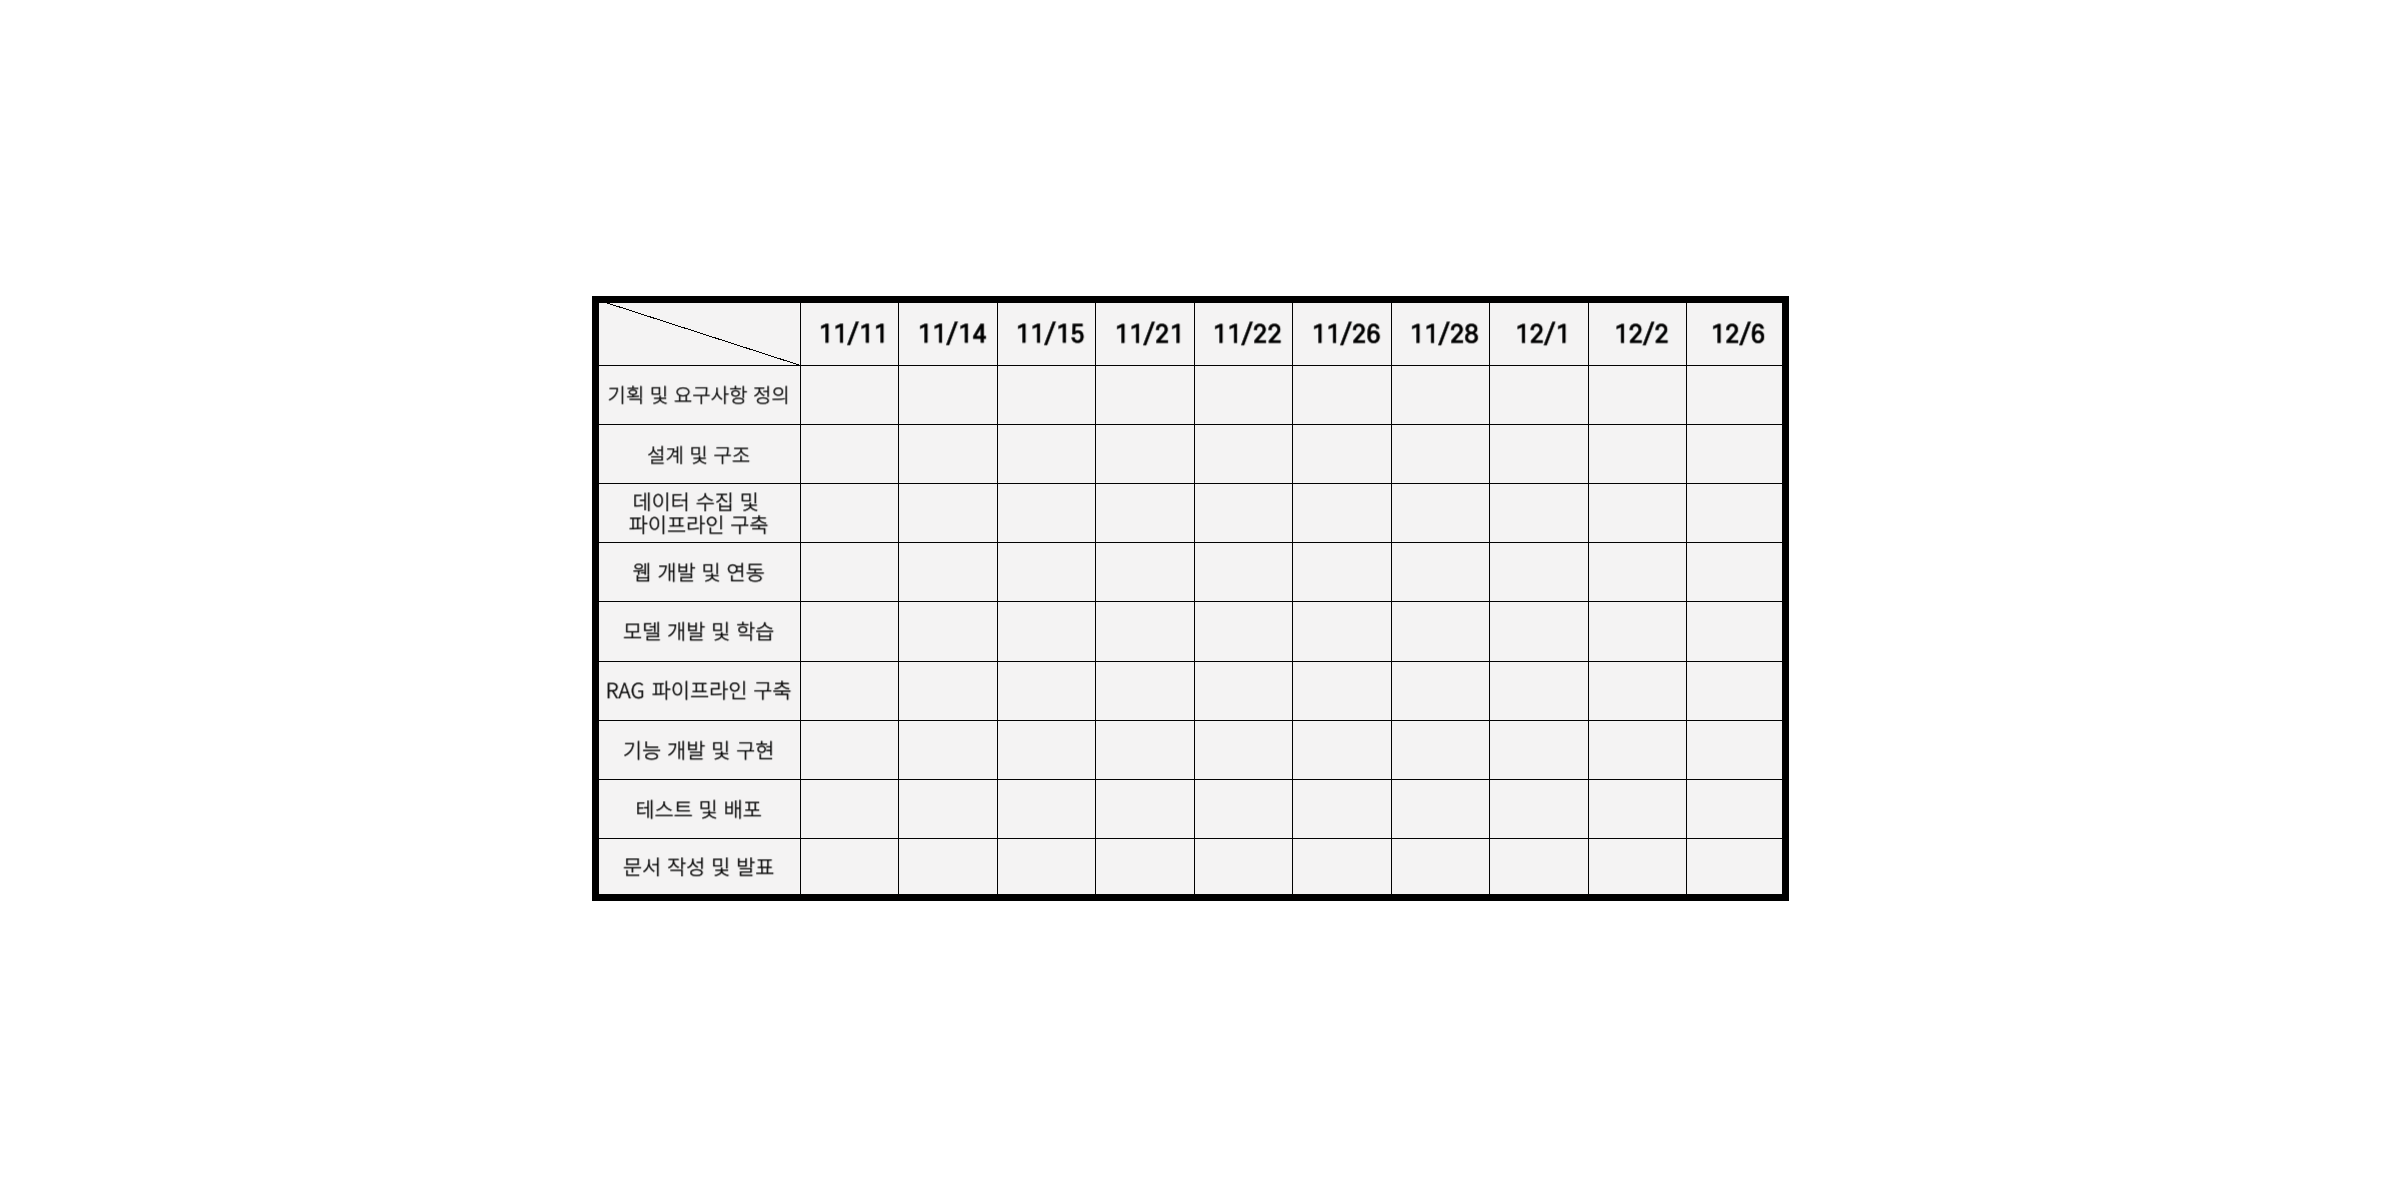 11/11 11/14 11/15 11/21 11/22 11/26 11/28 12/1 12/2 12/6
기획 및 요구사항 정의
설계 및 구조
데이터 수집 및
파이프라인 구축
웹 개발 및 연동
모델 개발 및 학습
RAG 파이프라인 구축
기능 개발 및 구현
테스트 및 배포
문서 작성 및 발표